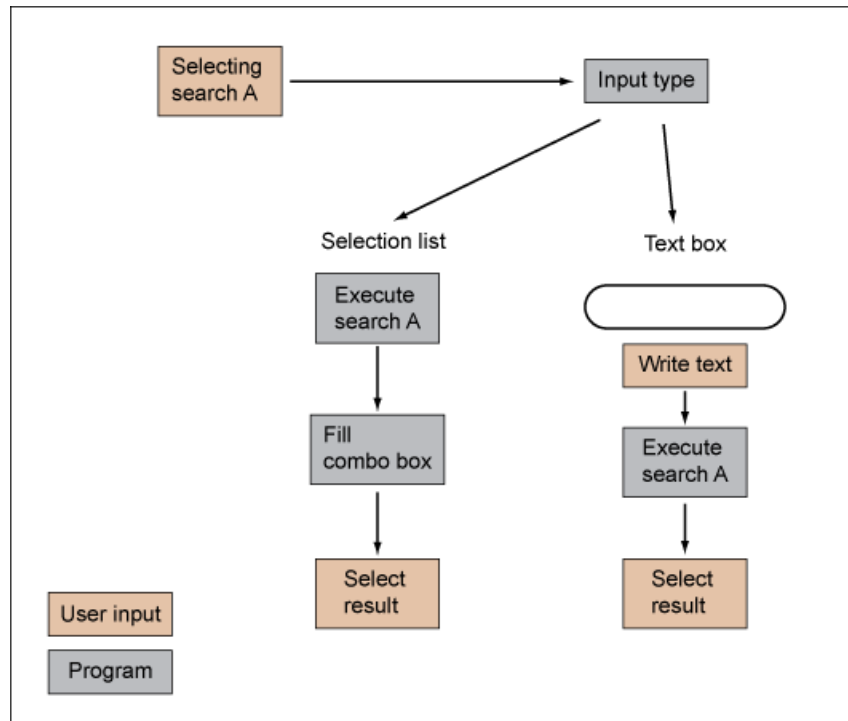 Selecting
search A
Input type
Selection list
Text box
Execute
search A
Write text
Fill
combo box
Execute
search A
Select
result
Select
result
User input
Program